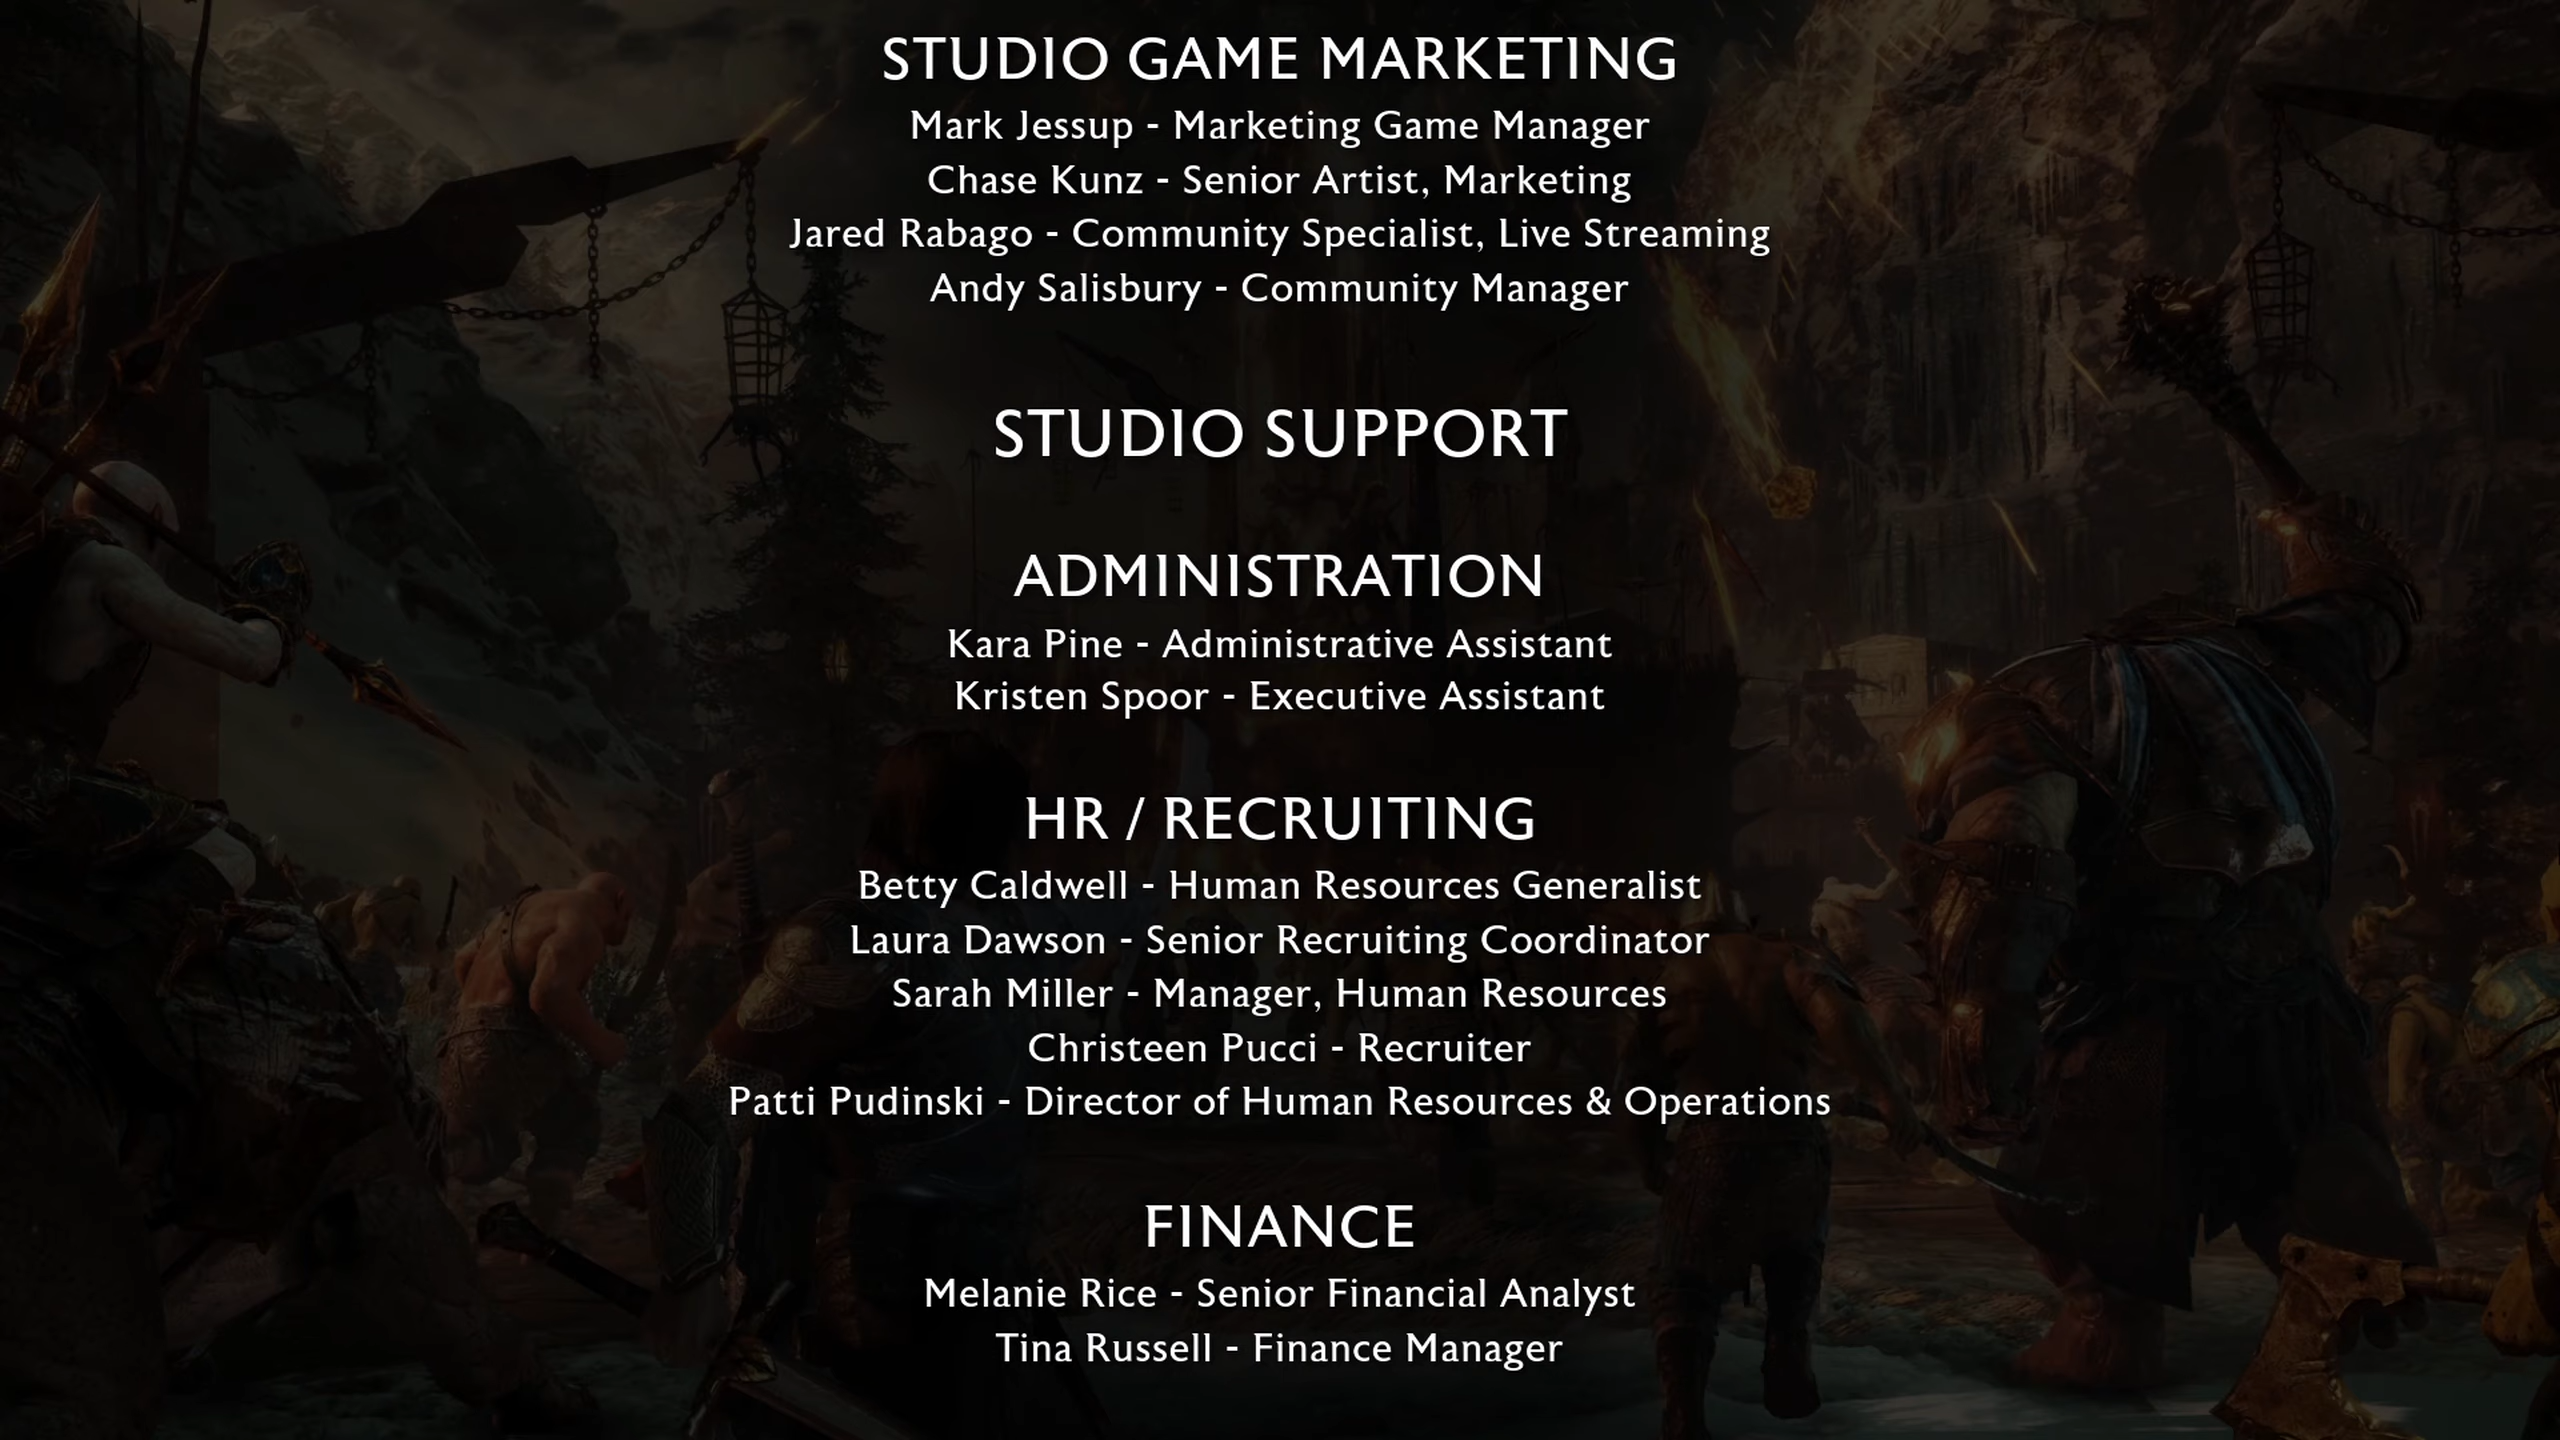 STUDIO GAME MARKETING
Mark Jessup - Marketing Game Manager
Chase Kunz - Senior Artist, Marketing
Jared Rabago - Community Specialist, Live Streaming
Andy Salisbury - Community Manager
STUDIO SUPPORT
ADMINISTRATION
Kara Pine - Administrative Assistant
Kristen Spoor - Executive Assistant
HR / RECRUITING
Betty Caldwell - Human Resources Generalist
Laura Dawson - Senior Recruiting Coordinator
Sarah Miller - Manager, Human Resources
Christeen Pucci - Recruiter
Patti Pudinski - Director of Human Resources & Operations
FINANCE
Melanie Rice - Senior Financial Analyst
Tina Russell - Finance Manager